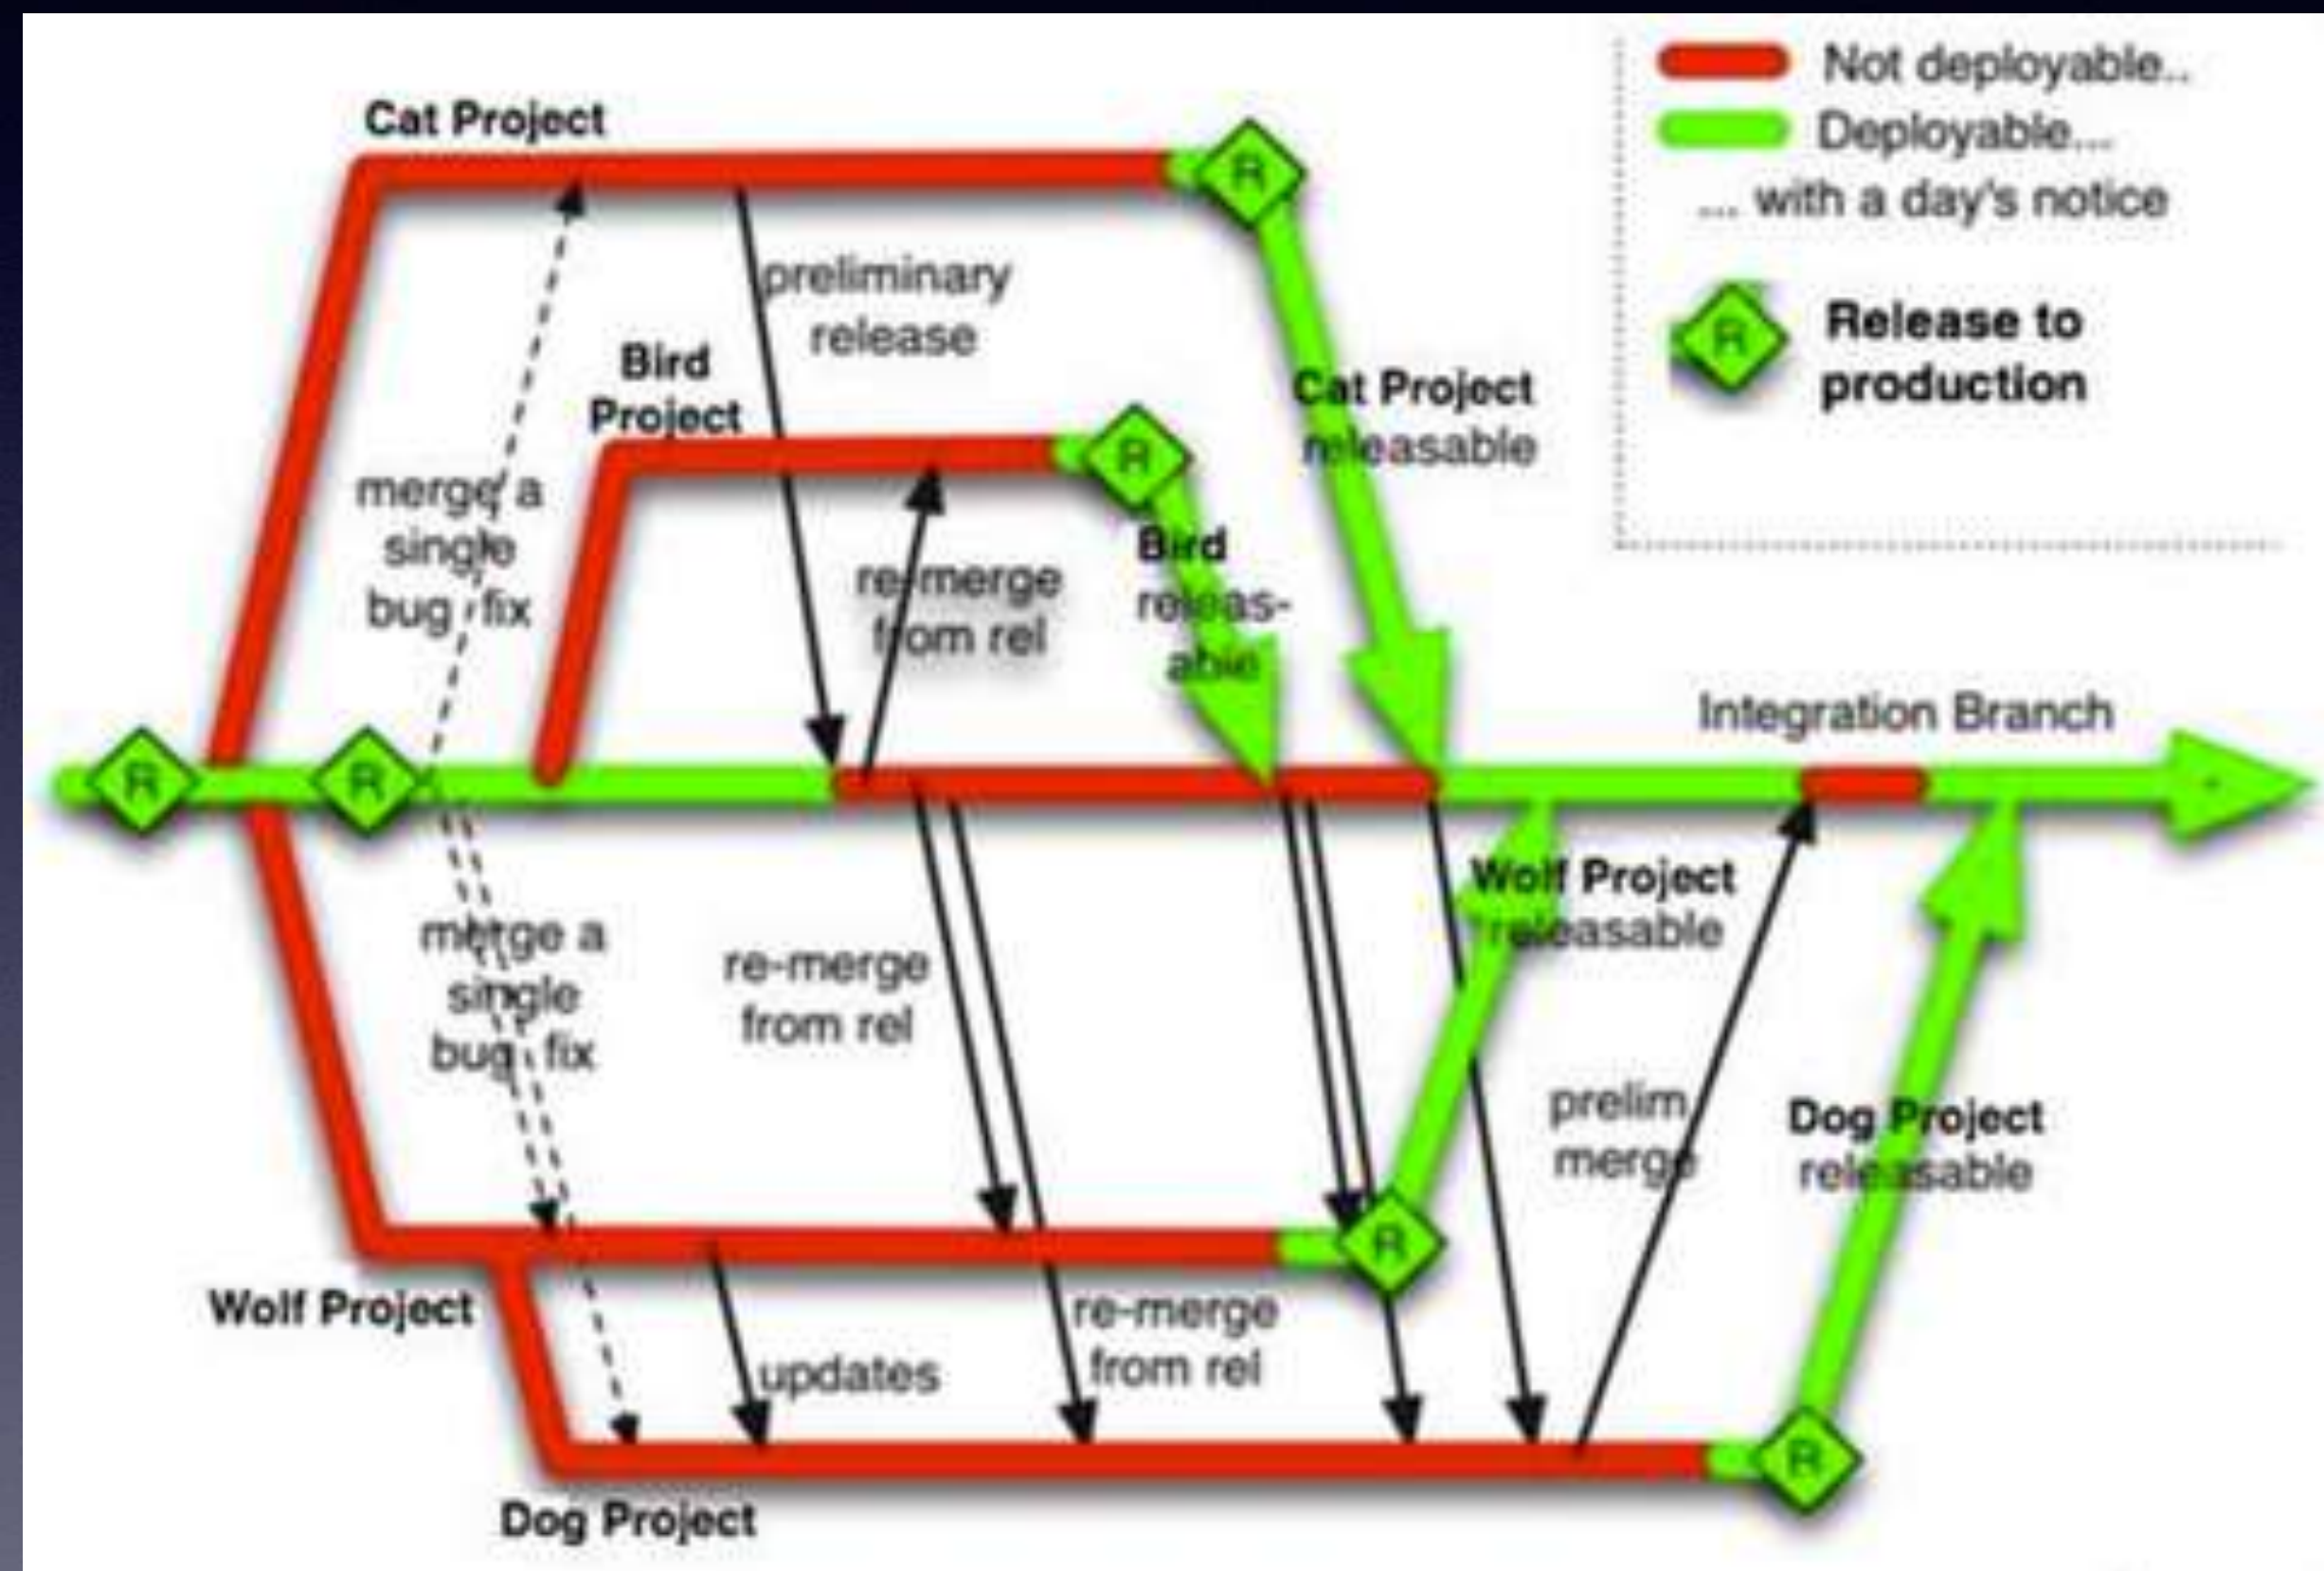 Cat Project
Not deployable..
Deployable...
... with a day's notice
R
R
Release to
production
preliminary
release
Bird
Project
Cat Project
releasable
R
merge a
single
bug fix
Bird
releas-
able
re-merge
from rel
Integration Branch
R
R
Wolf Project
releasable
merge a
single
bug fix
re-merge
from rel
prelim
merge
Dog Project
releasable
R
Wolf Project
re-merge
from rel
updates
R
Dog Project